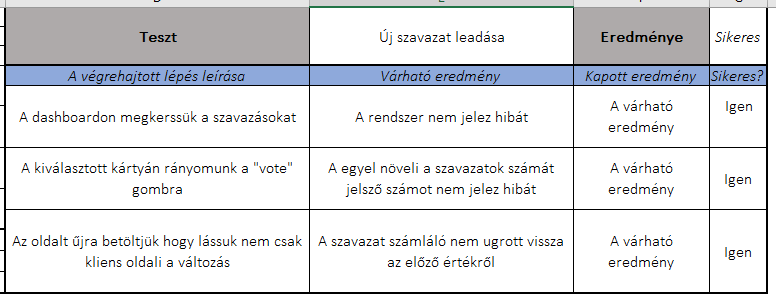 Teszt Új szavazat leadása Eredménye Sikeres
A végrehajtott lépés leírása Várható eredmény Kapott eredmény Sikeres?
A dashboardon megkerssük a szavazásokat
A rendszer nem jelez hibát
A várható
eredmény
Igen
A kiválasztott kártyán rányomunk a "vote"
gombra
A egyel növeli a szavazatok számát
jelsző számot nem jelez hibát
A várható
eredmény
Igen
Az oldalt űjra betöltjük hogy lássuk nem csak
kliens oldali a változás
A szavazat számláló nem ugrott vissza
az előző értékről
A várható
eredmény
Igen